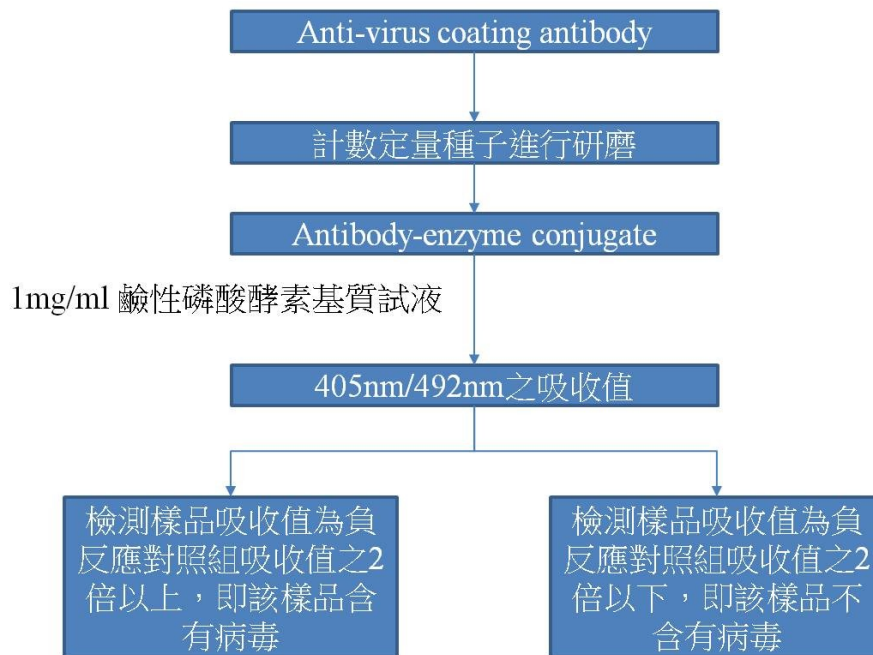 Anti-virus coating antibody
計數定量種子進行研磨
Antibody-enzyme conjugate
1mg/ml 鹼性磷酸酵素基質試液
405nm/492nm之吸收值
檢測樣品吸收值為負
反應對照組吸收值之2
倍以上，即該樣品含
有病毒
檢測樣品吸收值為負
反應對照組吸收值之2
倍以下，即該樣品不
含有病毒